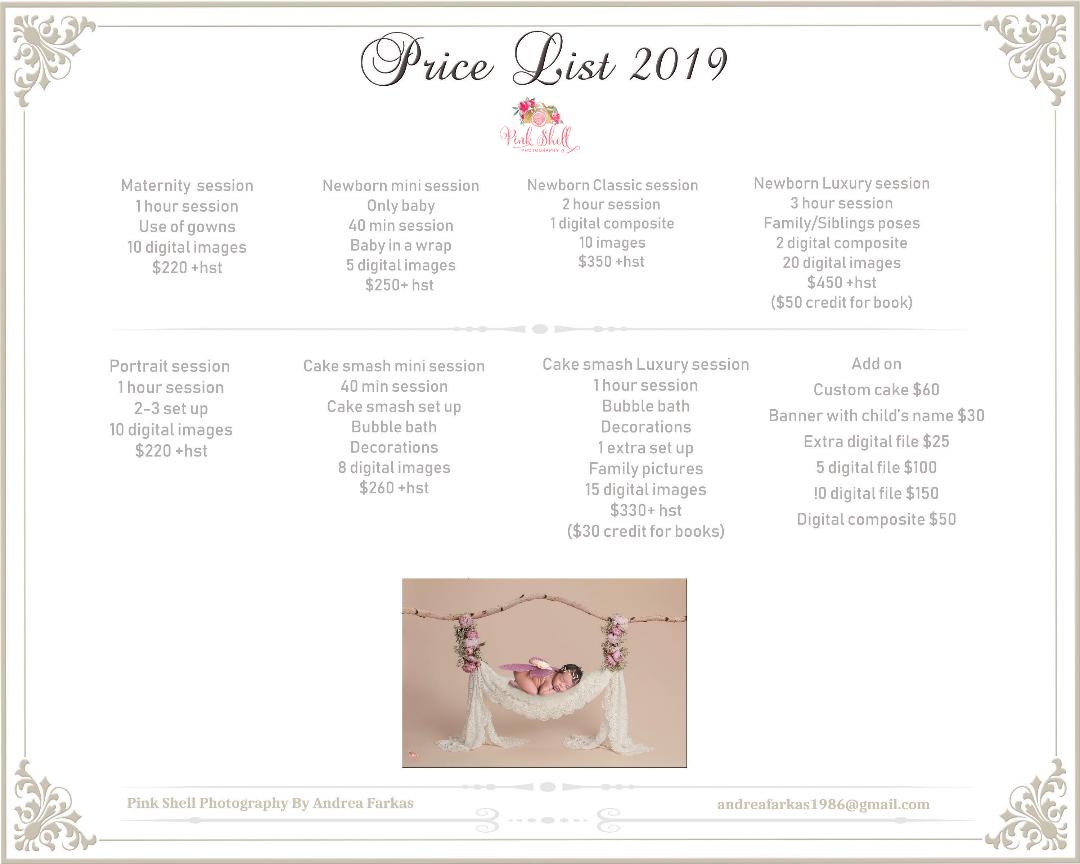 Price List 2019
Pink Shell
PHOTOGRAPHY
Maternity session
1 hour session
Use of gowns
10 digital images
$220 +hst
Newborn mini session
Only baby
40 min session
Baby in a wrap
5 digital images
$250+ hst
Newborn Classic session
2 hour session
1 digital composite
10 images
$350 +hst
Newborn Luxury session
3 hour session
Family/Siblings poses
2 digital composite
20 digital images
$450 +hst
($50 credit for book)
Portrait session
1 hour session
2-3 set up
10 digital images
$220 +hst
Cake smash mini session
40 min session
Cake smash set up
Bubble bath
Decorations
8 digital images
$260 +hst
Cake smash Luxury session
1 hour session
Bubble bath
Decorations
1 extra set up
Family pictures
15 digital images
$330+ hst
($30 credit for books)
Add on
Custom cake $60
Banner with child's name $30
Extra digital file $25
5 digital file $100
!0 digital file $150
Digital composite $50
Pink Shell Photography By Andrea Farkas
andreafarkas1986@gmail.com